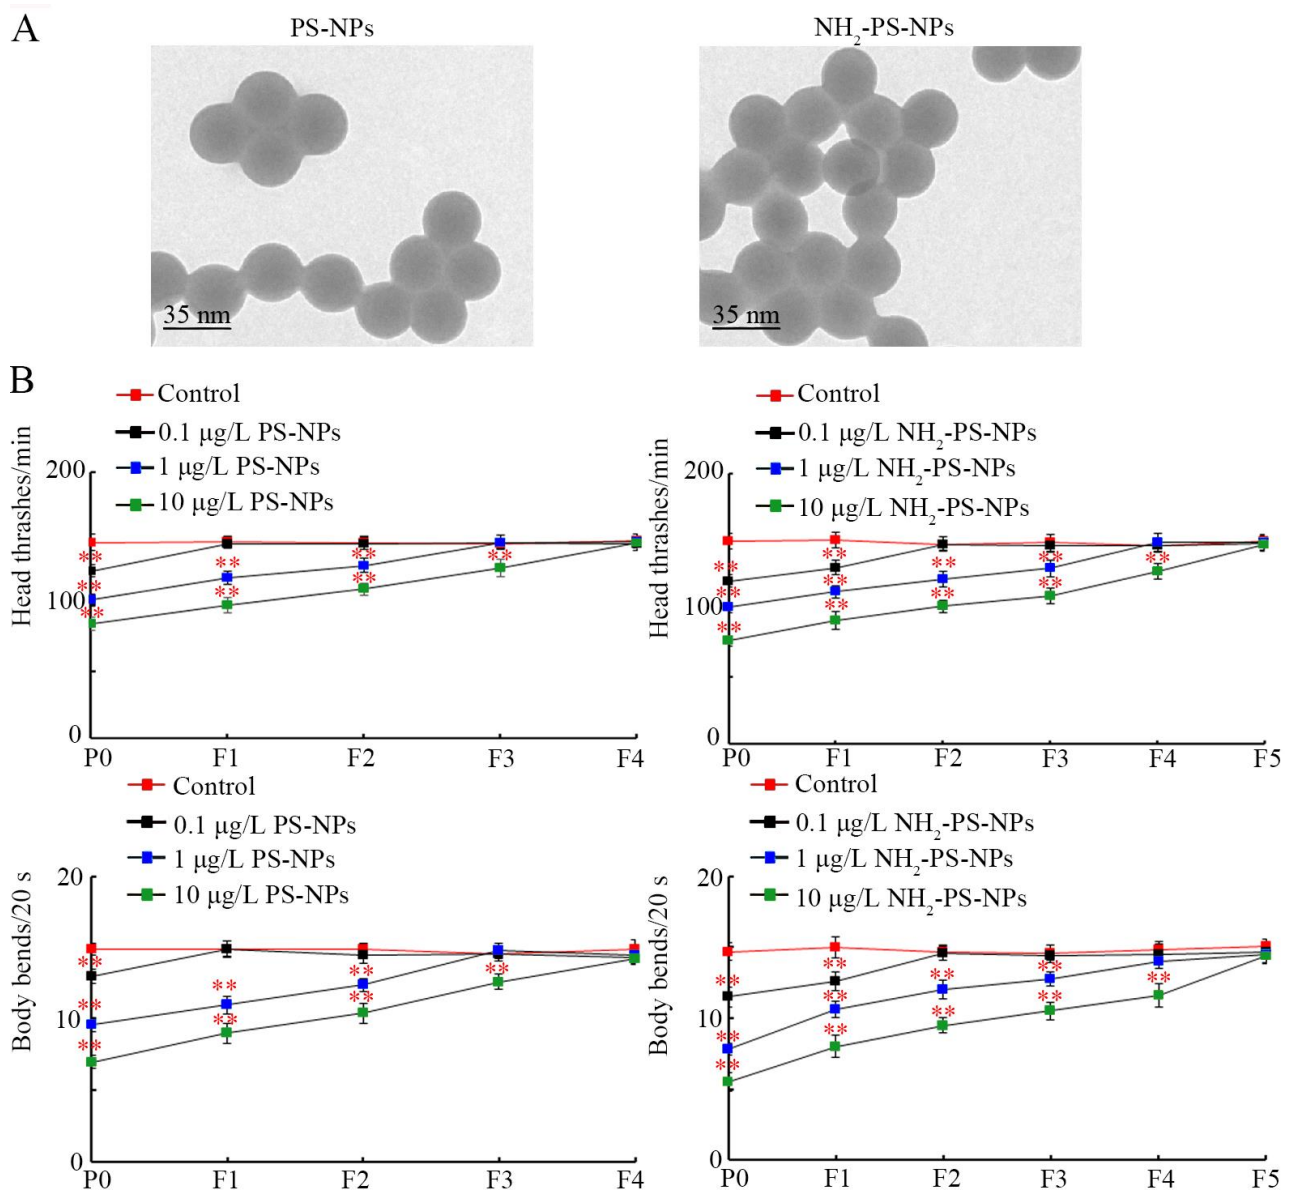 A
PS-NPs
NH2-PS-NPs
35 nm
35 nm
B
Control
0.1 µg/L PS-NPs
1 µg/L PS-NPs
10 µg/L PS-NPs
Head thrashes/min
200
100
0
** ** ** ** ** ** ** **
P0 F1 F2 F3 F4
Control
0.1 µg/L NH2-PS-NPs
1 µg/L NH2-PS-NPs
10 µg/L NH2-PS-NPs
Head thrashes/min
200
100
0
** ** ** ** ** ** ** ** ** ** **
P0 F1 F2 F3 F4 F5
Control
0.1 µg/L PS-NPs
1 µg/L PS-NPs
10 µg/L PS-NPs
Body bends/20 s
20
10
0
** ** ** ** ** ** ** **
P0 F1 F2 F3 F4
Control
0.1 µg/L NH2-PS-NPs
1 µg/L NH2-PS-NPs
10 µg/L NH2-PS-NPs
Body bends/20 s
20
10
0
** ** ** ** ** ** ** ** ** ** **
P0 F1 F2 F3 F4 F5